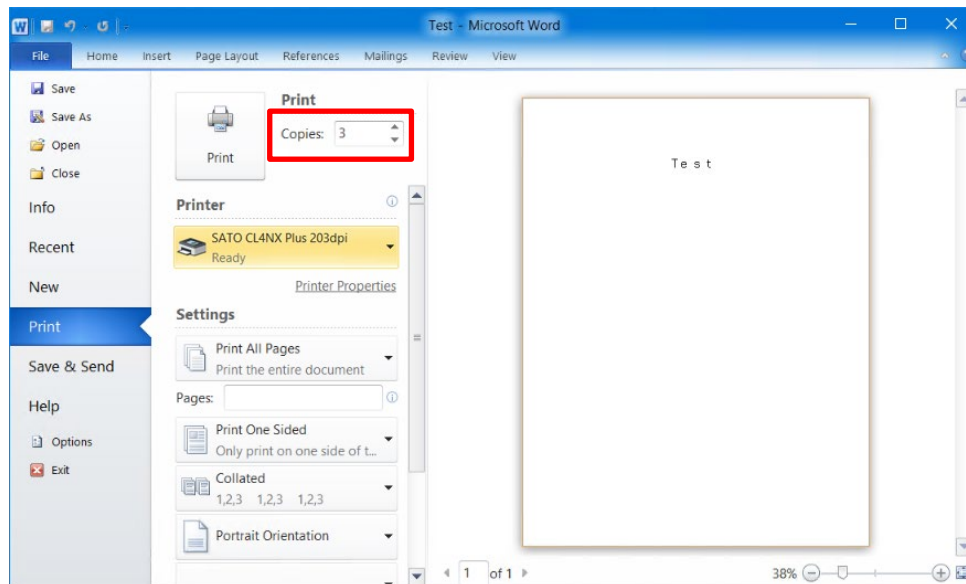 Test - Microsoft Word
File Home Insert Page Layout References Mailings Review View
Save
Save As
Open
Close
Info
Recent
New
Print
Save & Send
Help
Options
Exit
Print
Print
Copies: 3
Printer
SATO CL4NX Plus 203dpi
Ready
Printer Properties
Settings
Print All Pages
Print the entire document
Pages:
Print One Sided
Only print on one side of t...
Collated
1,2,3 1,2,3 1,2,3
Portrait Orientation
Test
1 of 1
38%